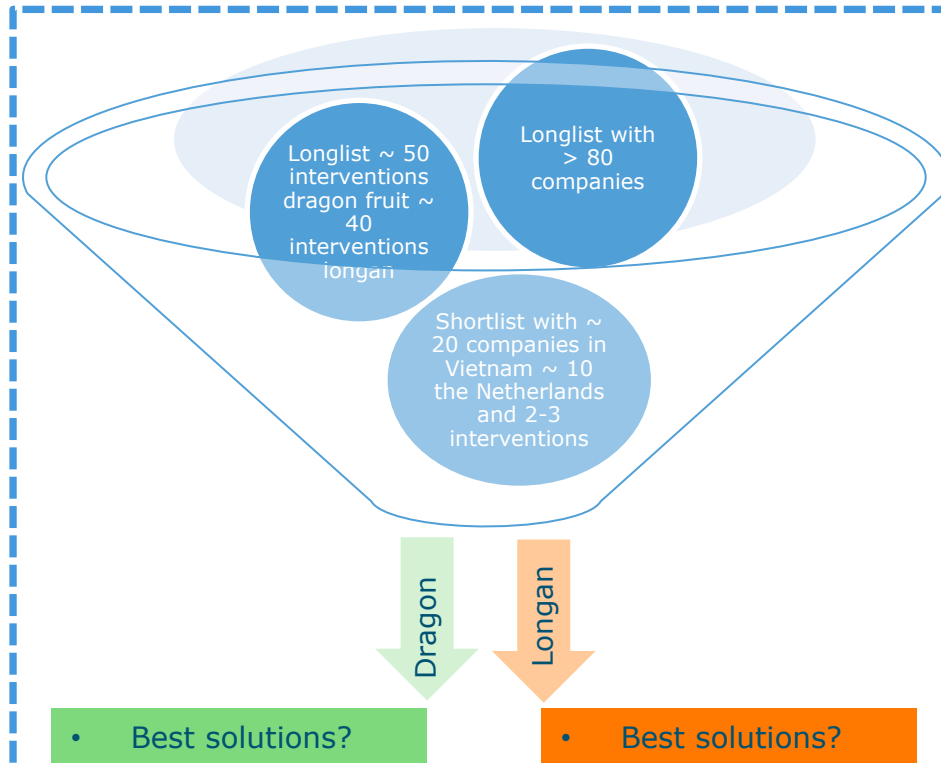 Longlist with
> 80
companies
Longlist ~ 50
interventions
dragon fruit ~
40
interventions
longan
Shortlist with ~
20 companies in
Vietnam ~ 10
the Netherlands
and 2-3
interventions
Dragon
Longan
• Best solutions?
• Best solutions?